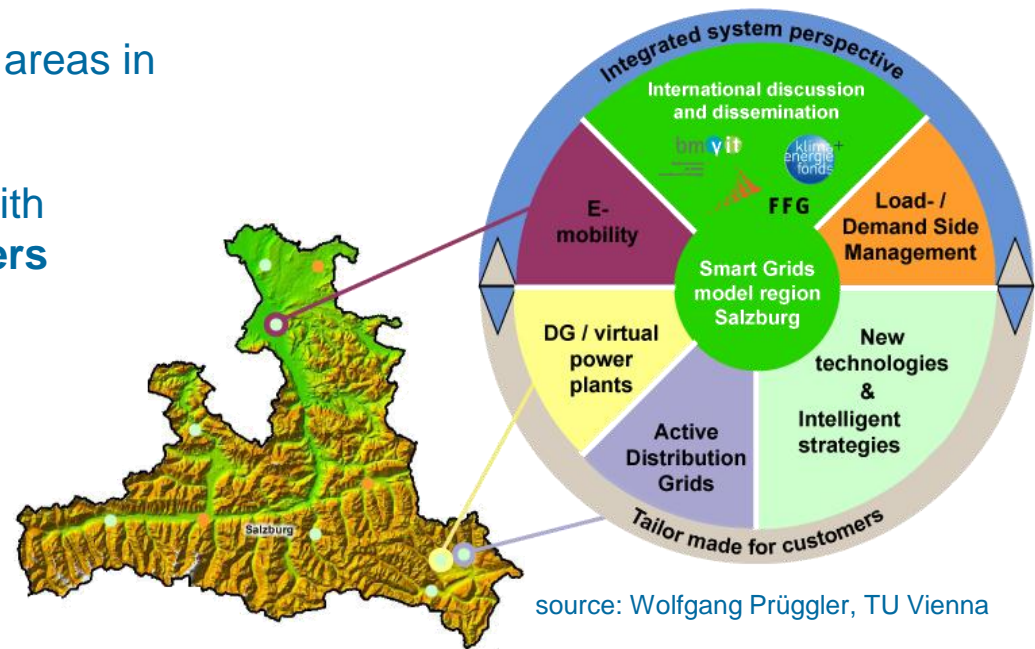 areas in
ith
ers
Integrated system perspective
International discussion
and dissemination
bmvit
klima+
energie
fonds
FFG
E-
mobility
Load- /
Demand Side
Management
Smart Grids
model region
Salzburg
DG / virtual
power
plants
New
technologies
&
Intelligent
strategies
Active
Distribution
Grids
Tailor made for customers
Salzburg
source: Wolfgang Prüggler, TU Vienna